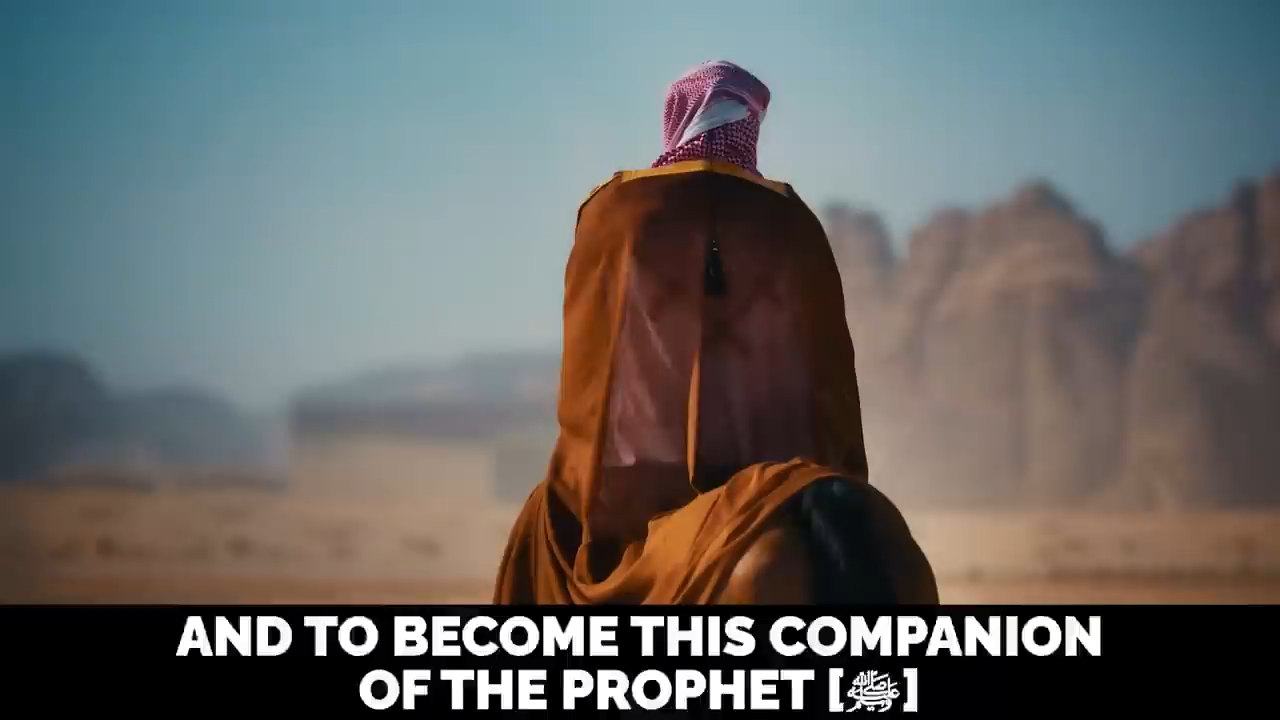 AND TO BECOME THIS COMPANION
OF THE PROPHET [ﷺ]